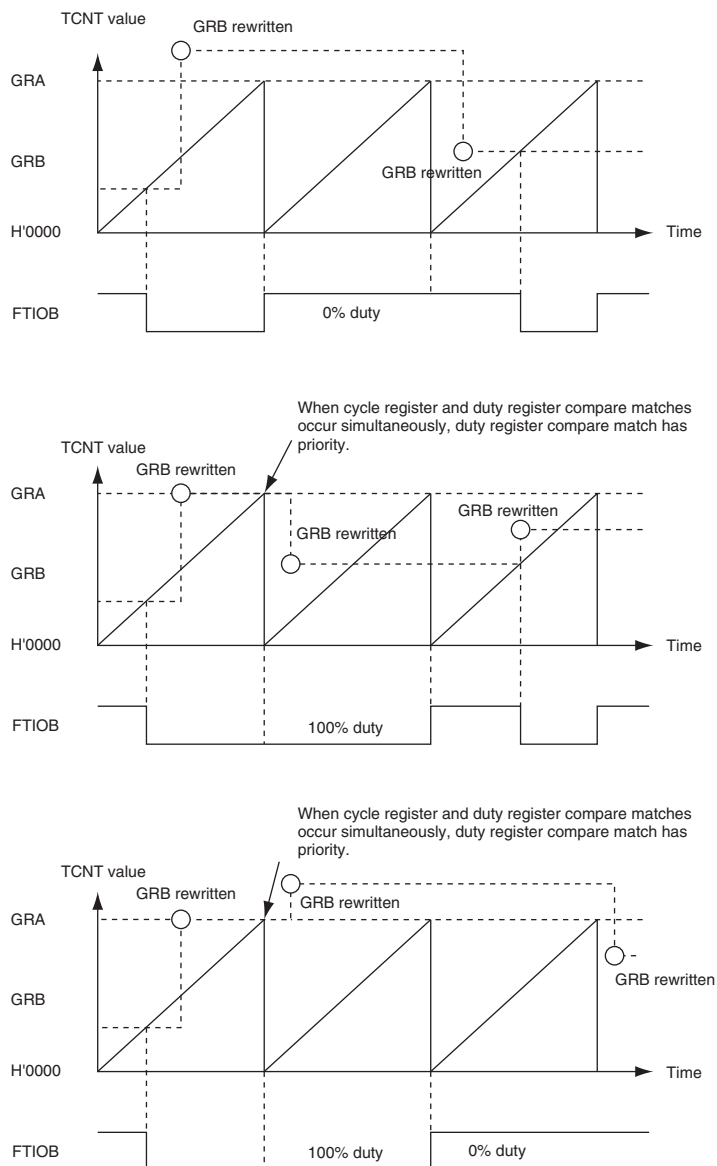 TCNT value
GRB rewritten
GRA
GRB
GRB rewritten
H'0000
Time
FTIOB
0% duty
When cycle register and duty register compare matches
occur simultaneously, duty register compare match has
priority.
TCNT value
GRB rewritten
GRA
GRB rewritten
GRB rewritten
GRB
H'0000
Time
FTIOB
100% duty
When cycle register and duty register compare matches
occur simultaneously, duty register compare match has
priority.
TCNT value
GRB rewritten
GRB rewritten
GRA
GRB rewritten
GRB
H'0000
Time
FTIOB
100% duty
0% duty